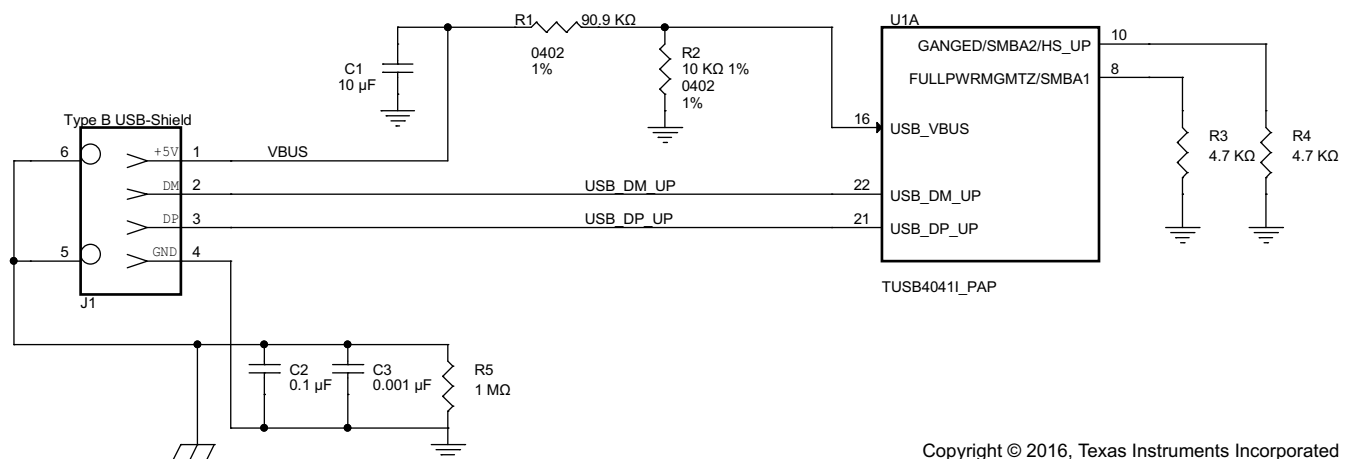 R1 90.9 KΩ
0402
1%
C1
10 µF
R2
10 KΩ 1%
0402
1%
U1A
GANGED/SMBA2/HS_UP 10
FULLPWRMGMTZ/SMBA1 8
16 USB_VBUS
R3
4.7 KΩ
R4
4.7 KΩ
Type B USB-Shield
6 +5V 1 VBUS
DM 2 USB_DM_UP 22 USB_DM_UP
DP 3 USB_DP_UP 21 USB_DP_UP
5 GND 4
J1
TUSB4041I_PAP
C2
0.1 µF
C3
0.001 µF
R5
1 MΩ
Copyright © 2016, Texas Instruments Incorporated